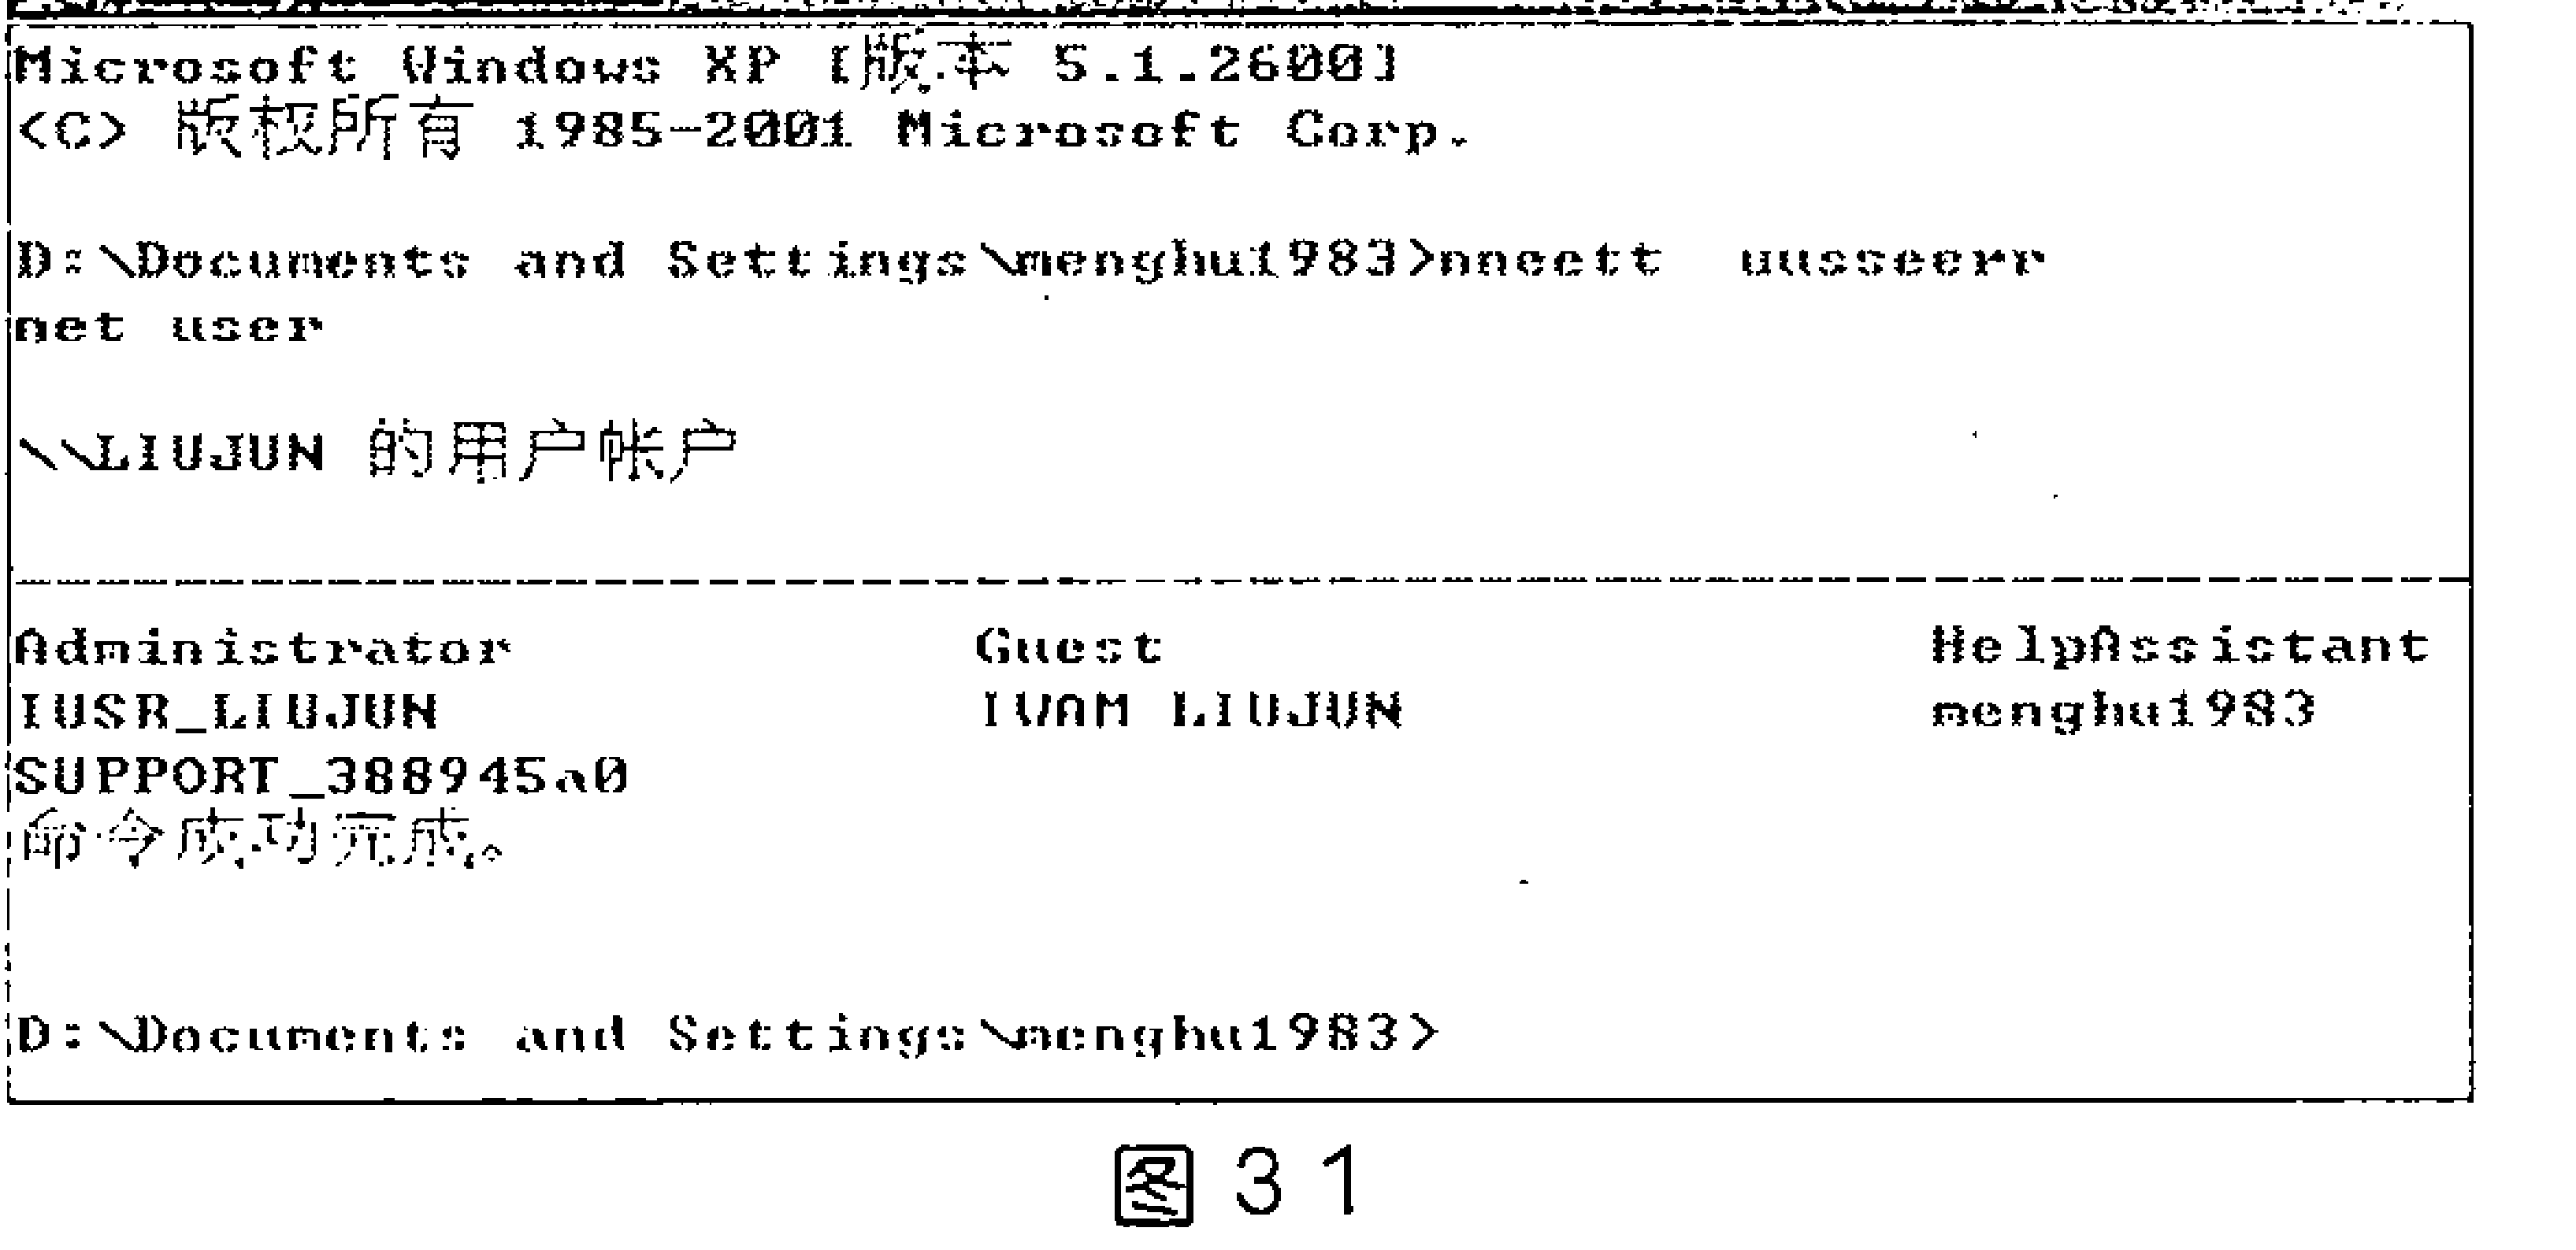 Microsoft Windows XP [版本 5.1.2600]
(C) 版权所有 1985-2001 Microsoft Corp.
D:\Documents and Settings\menghu1983>nneett  uusseerr
net user
\\LIUJUN 的用户帐户
-------------------------------------------------------------------------------
Administrator Guest HelpAssistant
IUSR_LIUJUN IWAM LIUJUN menghu1983
SUPPORT_388945a0
命令成功完成。
D:\Documents and Settings\menghu1983>
图31